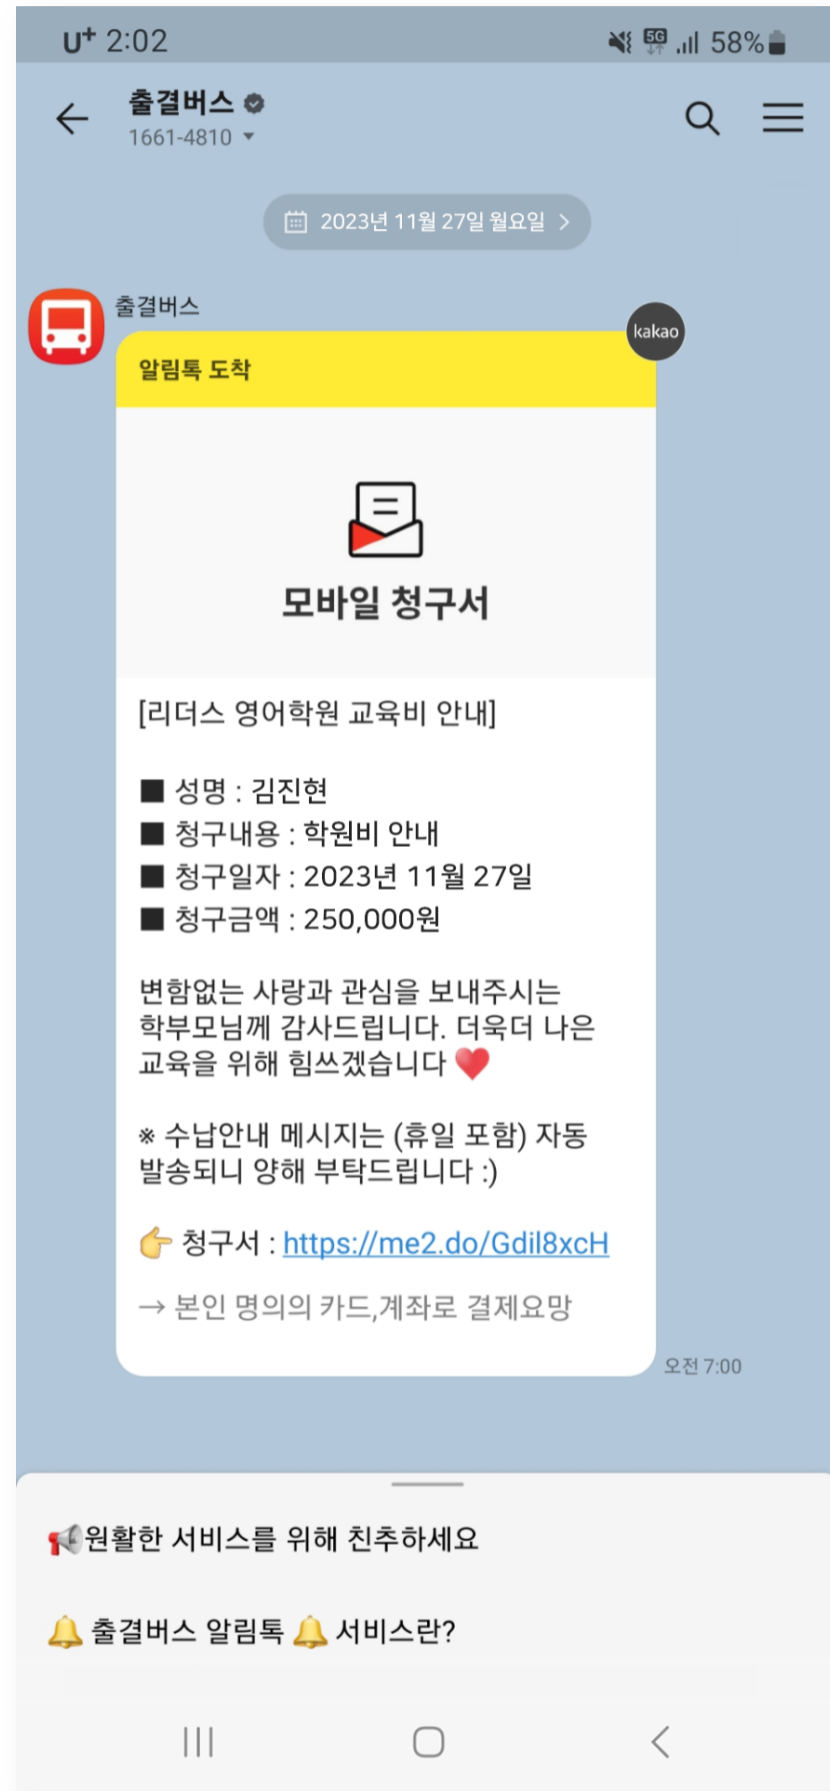 U+ 2:02 5G 58%
출결버스
1661-4810
2023년 11월 27일 월요일 >
출결버스
kakao
알림톡 도착
모바일 청구서
[리더스 영어학원 교육비 안내]
■ 성명 : 김진현
■ 청구내용 : 학원비 안내
■ 청구일자 : 2023년 11월 27일
■ 청구금액 : 250,000원
변함없는 사랑과 관심을 보내주시는
학부모님께 감사드립니다. 더욱더 나은
교육을 위해 힘쓰겠습니다 ❤️
※ 수납안내 메시지는 (휴일 포함) 자동
발송되니 양해 부탁드립니다 :)
👉 청구서 : https://me2.do/Gdil8xcH
→ 본인 명의의 카드,계좌로 결제요망
오전 7:00
📢원활한 서비스를 위해 친추하세요
🔔 출결버스 알림톡 🔔 서비스란?